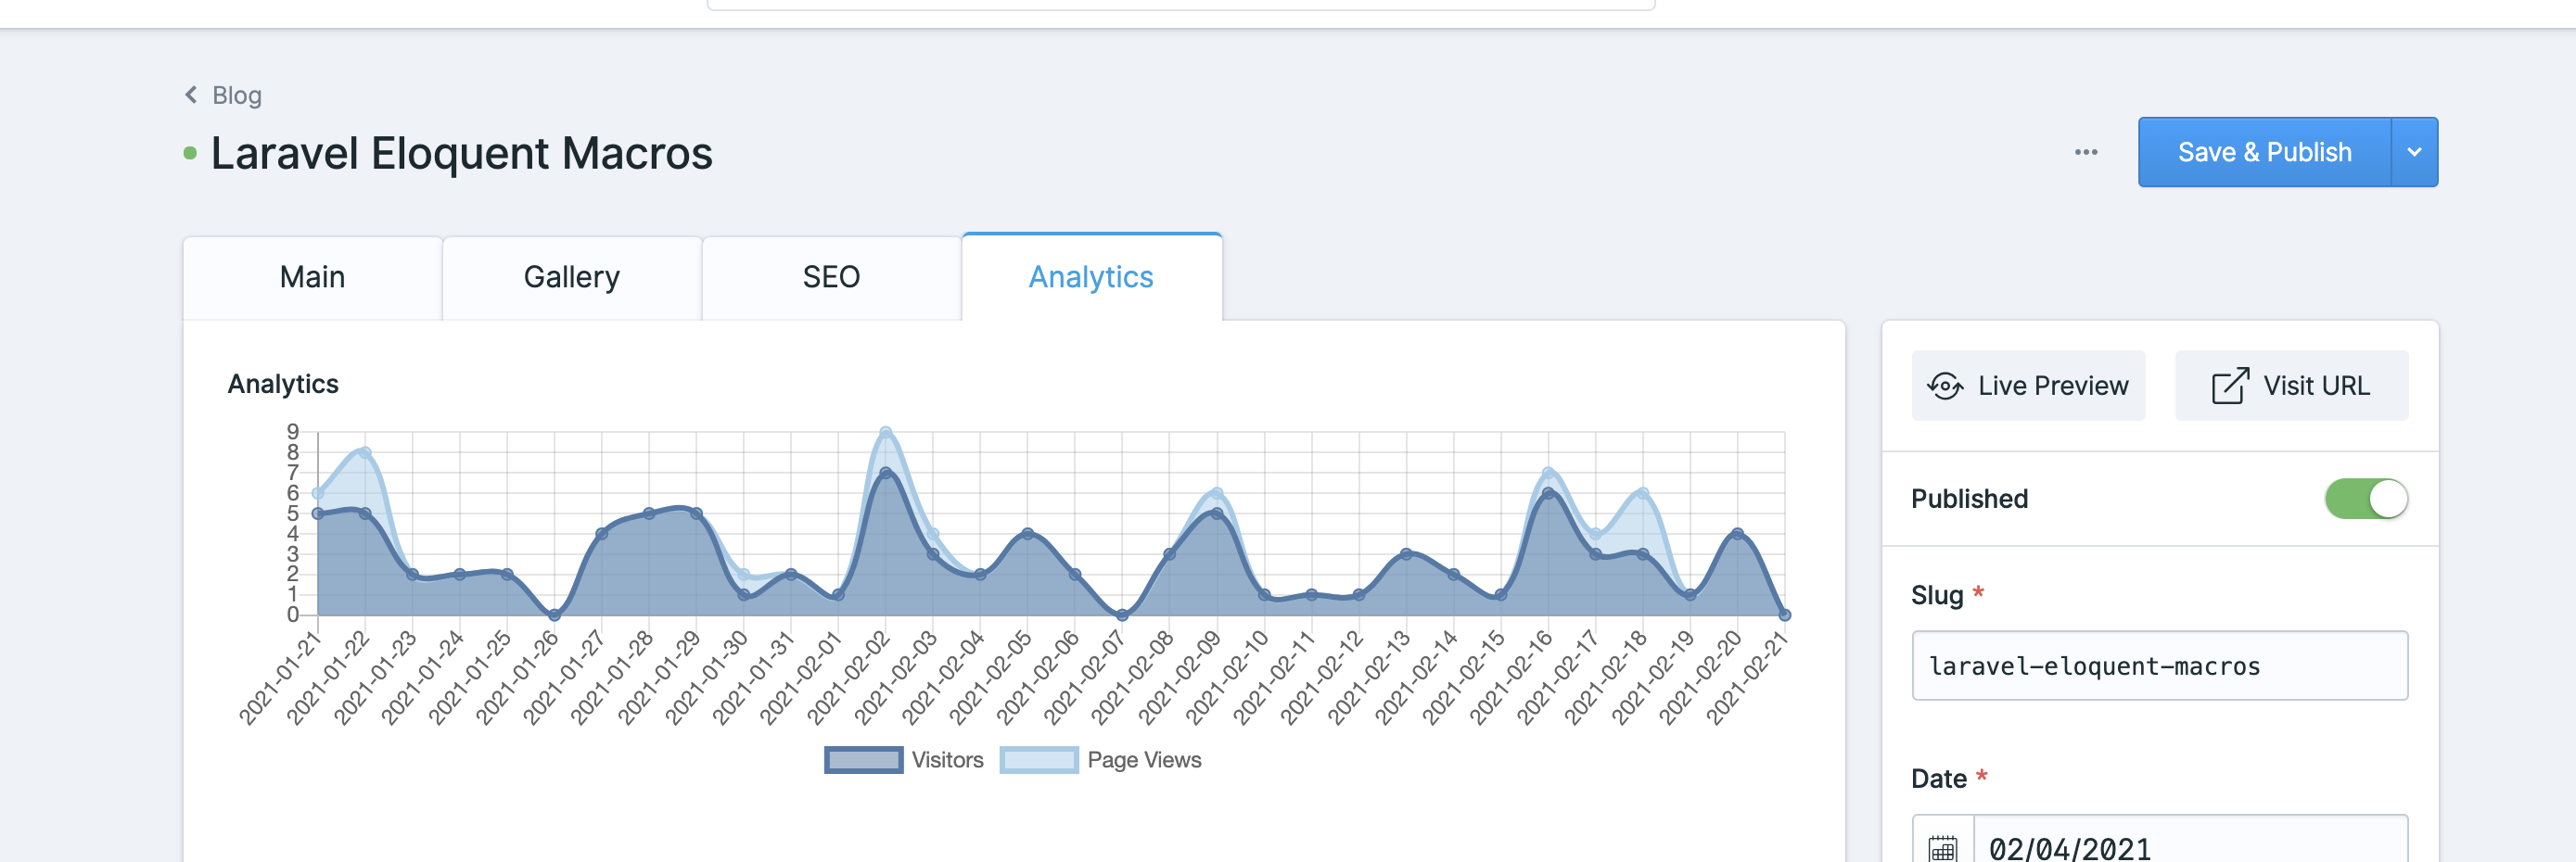 Blog
Laravel Eloquent Macros
...
Save & Publish
Main
Gallery
SEO
Analytics
Analytics
9
8
7
6
5
4
3
2
1
0
2021-01-21
2021-01-22
2021-01-23
2021-01-24
2021-01-25
2021-01-26
2021-01-27
2021-01-28
2021-01-29
2021-01-30
2021-01-31
2021-02-01
2021-02-02
2021-02-03
2021-02-04
2021-02-05
2021-02-06
2021-02-07
2021-02-08
2021-02-09
2021-02-10
2021-02-11
2021-02-12
2021-02-13
2021-02-14
2021-02-15
2021-02-16
2021-02-17
2021-02-18
2021-02-19
2021-02-20
2021-02-21
Visitors
Page Views
Live Preview
Visit URL
Published
Slug *
laravel-eloquent-macros
Date *
02/04/2021